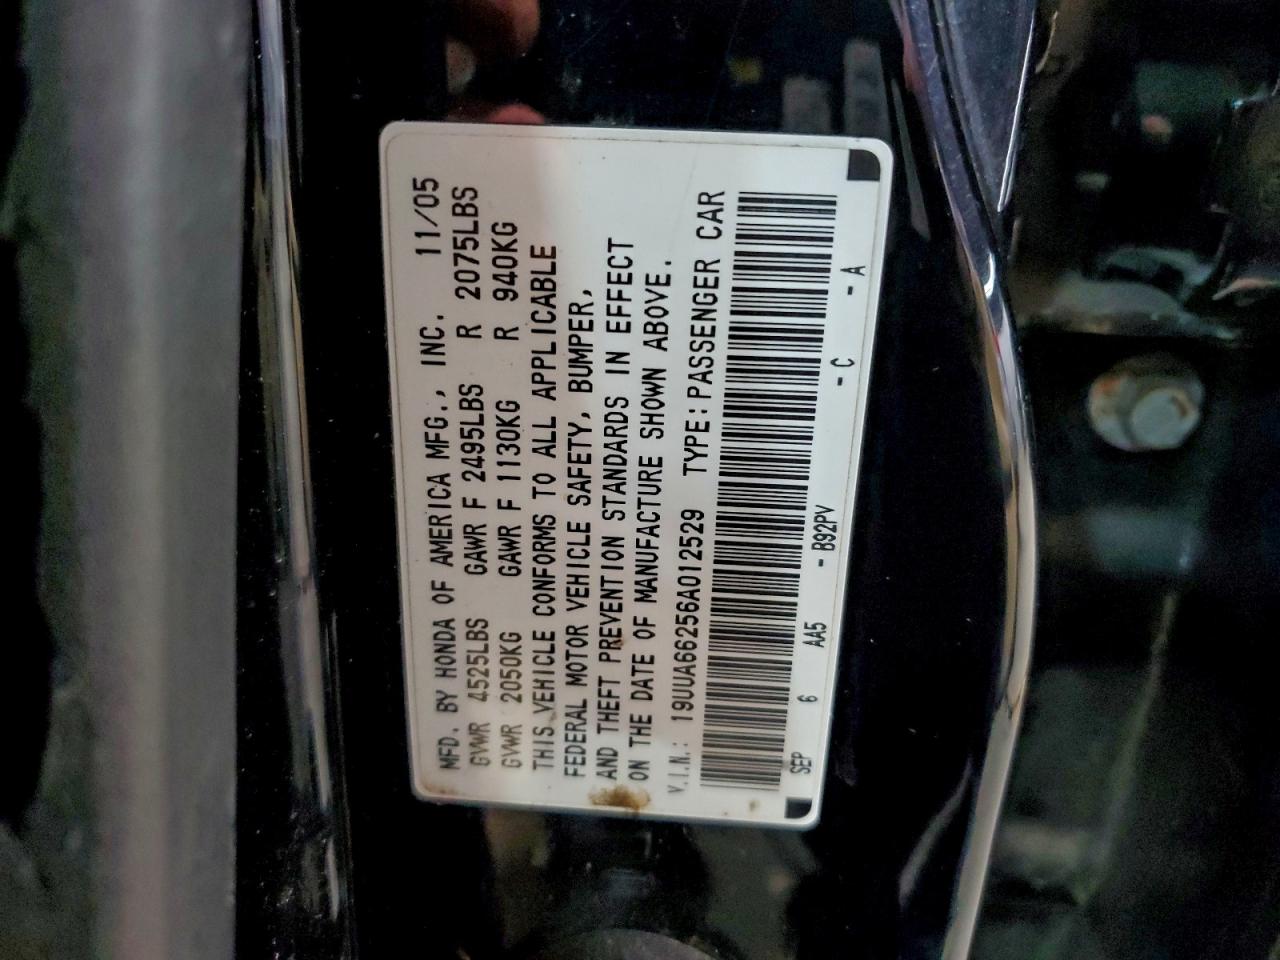 MFD. BY HONDA OF AMERICA MFG., INC. 11/05
GVWR 4525LBS GAWR F 2495LBS R 2075LBS
GVWR 2050KG GAWR F 1130KG R 940KG
THIS VEHICLE CONFORMS TO ALL APPLICABLE
FEDERAL MOTOR VEHICLE SAFETY, BUMPER,
AND THEFT PREVENTION STANDARDS IN EFFECT
ON THE DATE OF MANUFACTURE SHOWN ABOVE.
V.I.N.: 19UUA66256A012529 TYPE:PASSENGER CAR
SEP 6 AA5 - B92PV - C - A